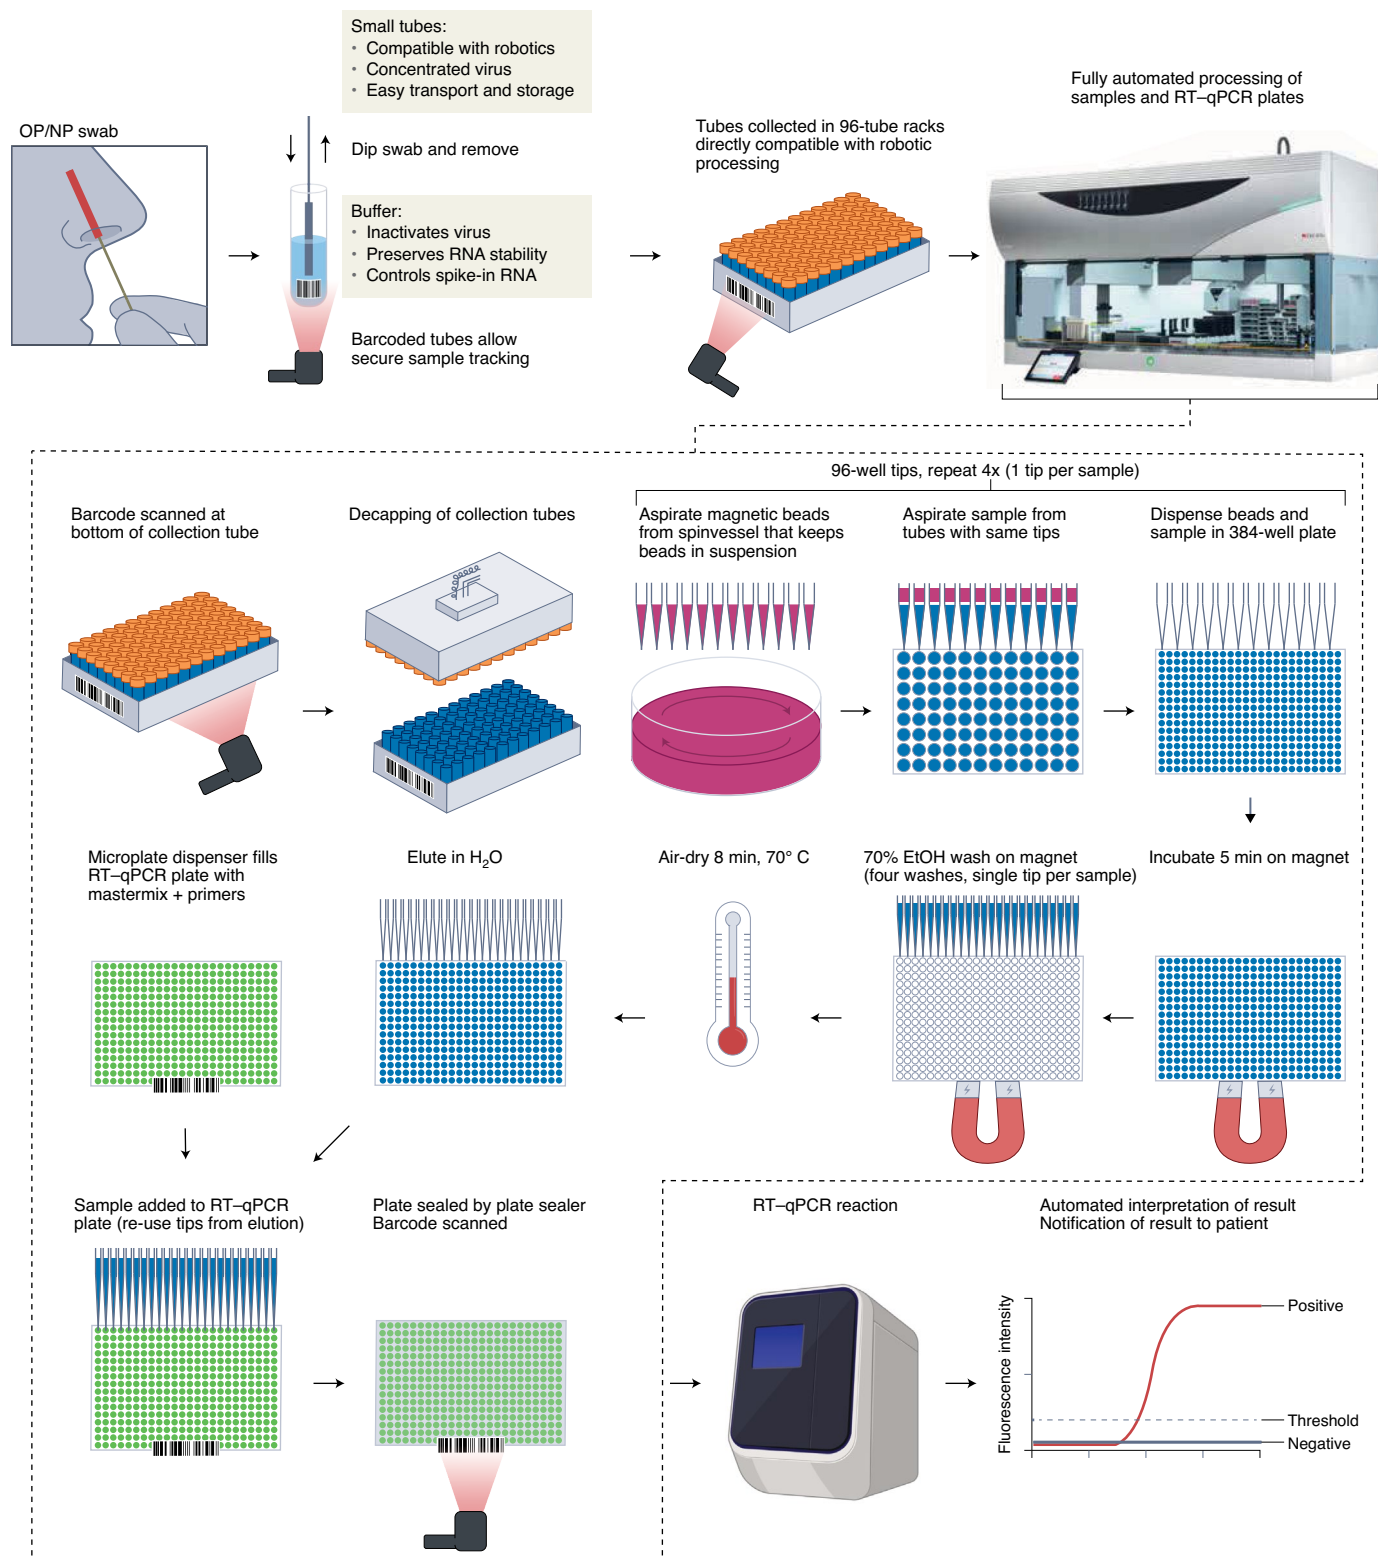 Small tubes:
• Compatible with robotics
• Concentrated virus
• Easy transport and storage
Fully automated processing of
samples and RT–qPCR plates
OP/NP swab
Dip swab and remove
Tubes collected in 96-tube racks
directly compatible with robotic
processing
Buffer:
• Inactivates virus
• Preserves RNA stability
• Controls spike-in RNA
Barcoded tubes allow
secure sample tracking
96-well tips, repeat 4x (1 tip per sample)
Barcode scanned at
bottom of collection tube
Decapping of collection tubes
Aspirate magnetic beads
from spinvessel that keeps
beads in suspension
Aspirate sample from
tubes with same tips
Dispense beads and
sample in 384-well plate
Microplate dispenser fills
RT–qPCR plate with
mastermix + primers
Elute in H₂O
Air-dry 8 min, 70° C
70% EtOH wash on magnet
(four washes, single tip per sample)
Incubate 5 min on magnet
Sample added to RT–qPCR
plate (re-use tips from elution)
Plate sealed by plate sealer
Barcode scanned
RT–qPCR reaction
Automated interpretation of result
Notification of result to patient
Fluorescence intensity
Positive
Threshold
Negative